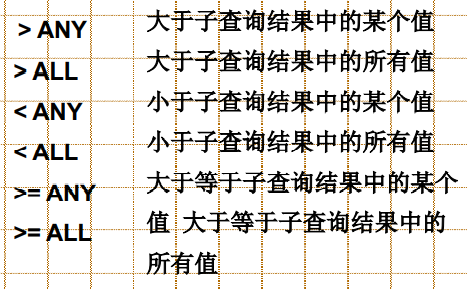 > ANY 大于子查询结果中的某个值
> ALL 大于子查询结果中的所有值
< ANY 小于子查询结果中的某个值
< ALL 小于子查询结果中的所有值
>= ANY 大于等于子查询结果中的某个
>= ALL 值 大于等于子查询结果中的
所有值